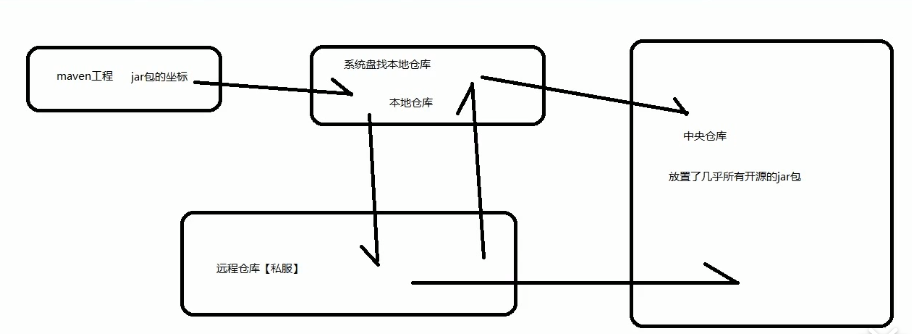 maven工程 jar包的坐标
系统盘找本地仓库
本地仓库
中央仓库
放置了几乎所有开源的jar包
远程仓库【私服】